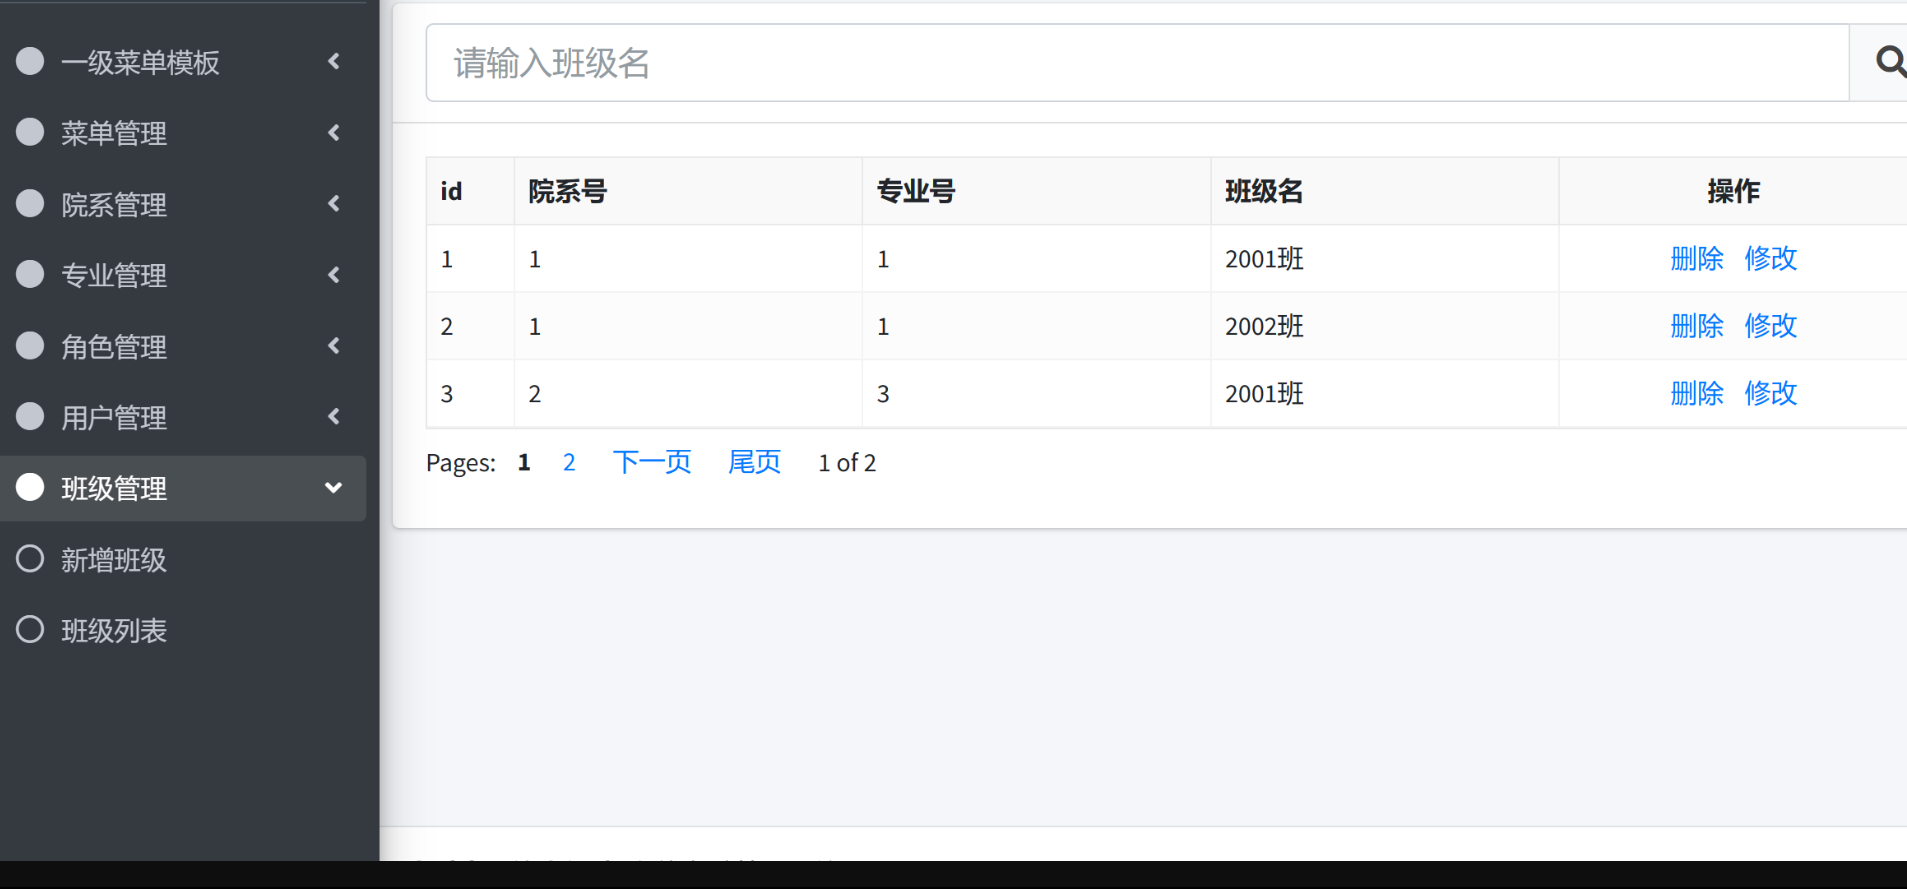 一级菜单模板
菜单管理
院系管理
专业管理
角色管理
用户管理
班级管理
新增班级
班级列表
请输入班级名
id 院系号 专业号 班级名 操作
1 1 1 2001班 删除 修改
2 1 1 2002班 删除 修改
3 2 3 2001班 删除 修改
Pages: 1 2 下一页 尾页 1 of 2